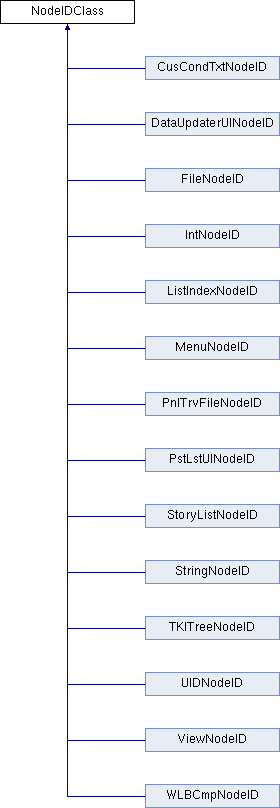 NodeIDClass
CusCondTxtNodeID
DataUpdaterUINodeID
FileNodeID
IntNodeID
ListIndexNodeID
MenuNodeID
PnlTrvFileNodeID
PstLstUINodeID
StoryListNodeID
StringNodeID
TKITreeNodeID
UIDNodeID
ViewNodeID
WLBCmpNodeID